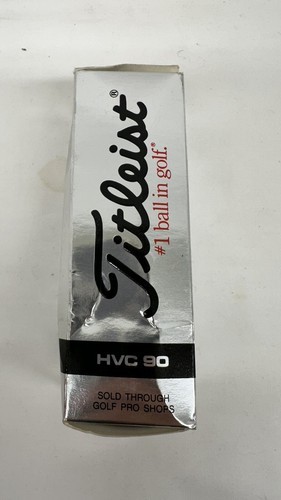 Titleist®
#1 ball in golf.®
HVC 90
SOLD THROUGH
GOLF PRO SHOPS